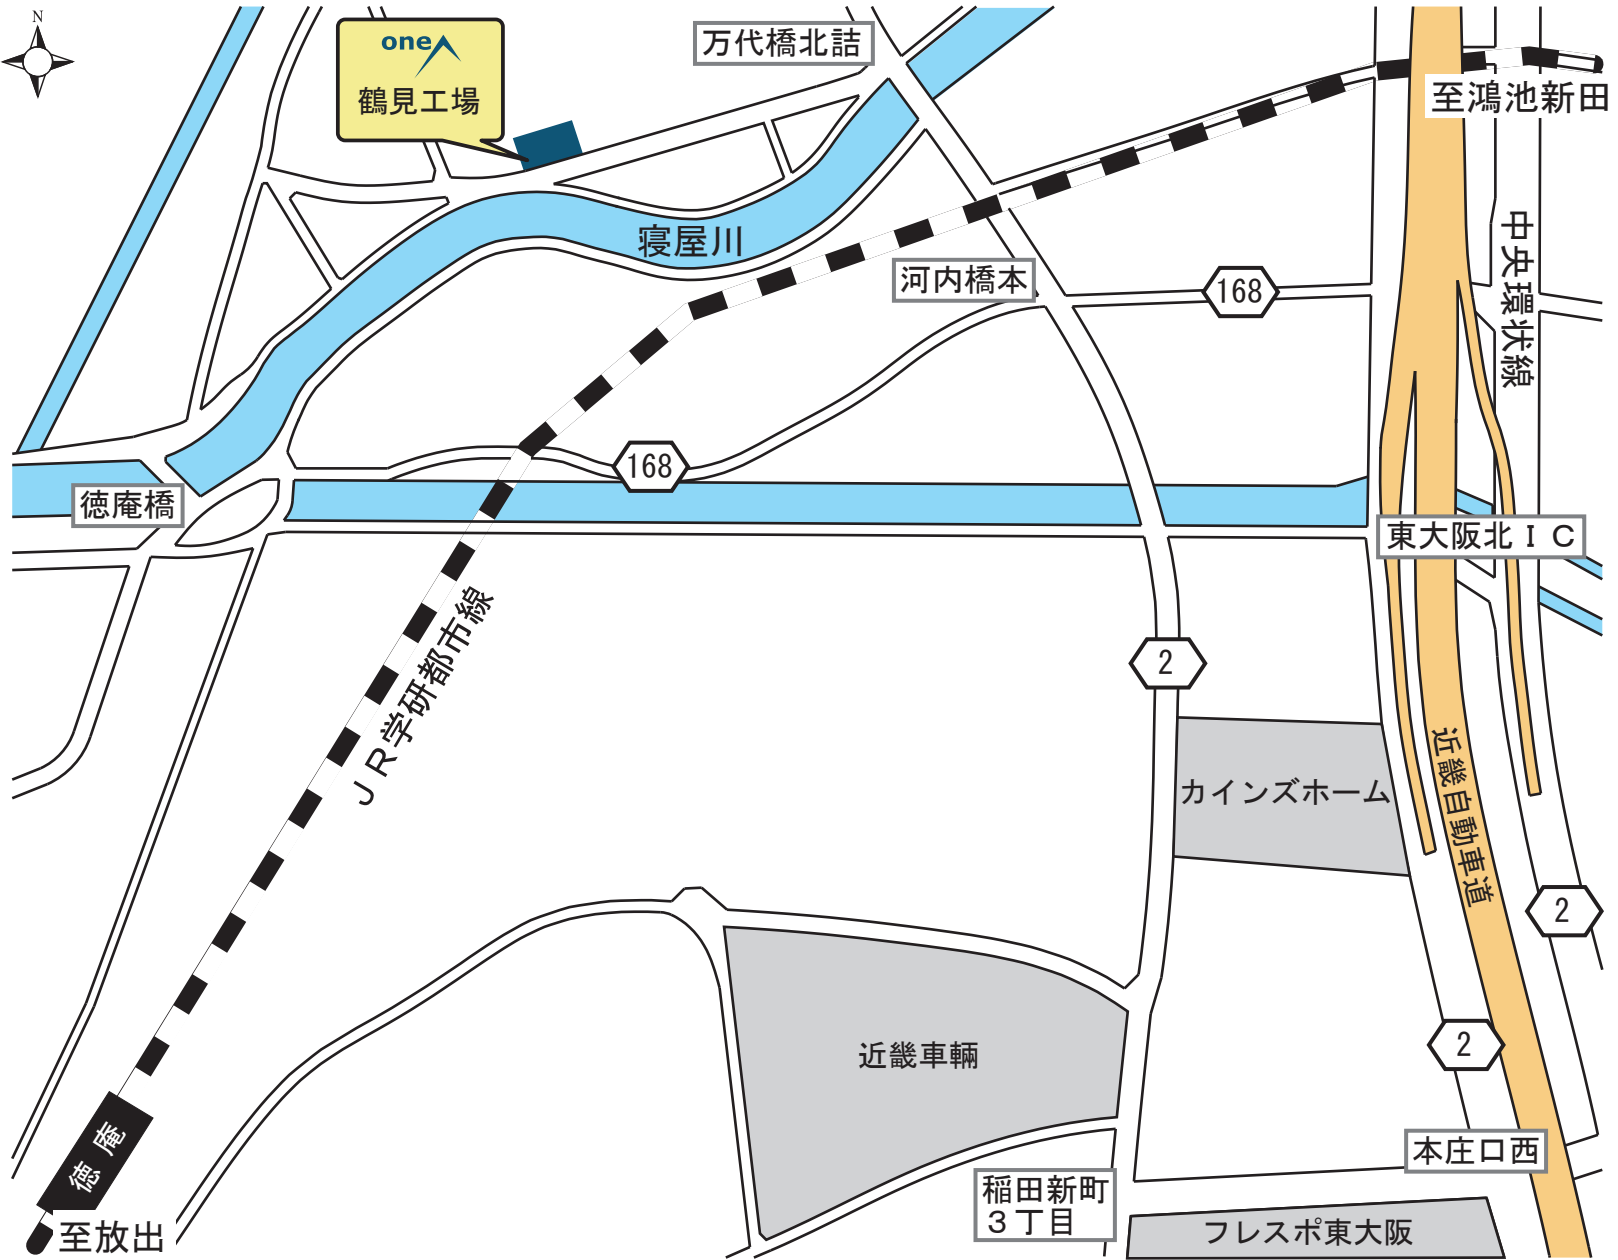 N
one
鶴見工場
万代橋北詰
至鴻池新田
寝屋川
河内橋本
168
中央環状線
168
徳庵橋
東大阪北ＩＣ
ＪＲ学研都市線
2
カインズホーム
近畿自動車道
2
近畿車輛
2
徳庵
本庄口西
稲田新町
３丁目
フレスポ東大阪
至放出